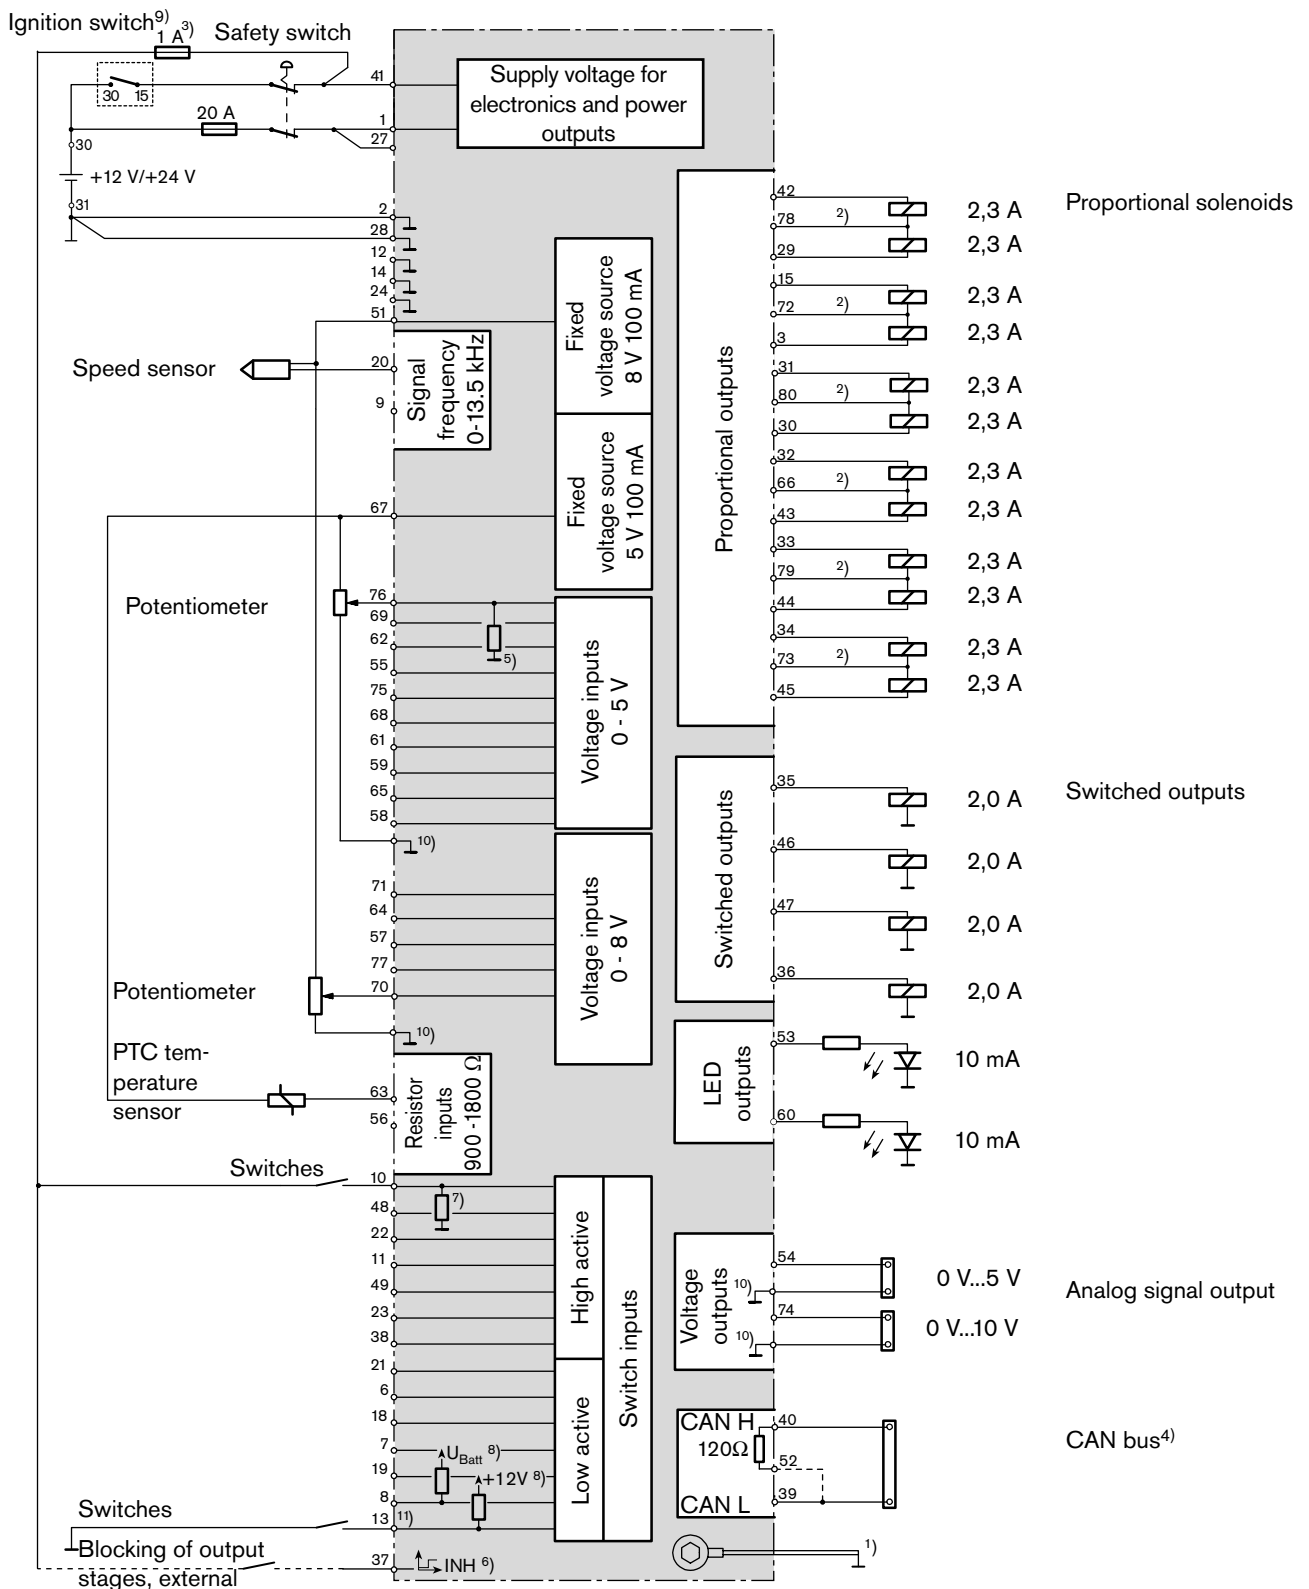 Ignition switch9)
1 A3)
Safety switch
30 15
41
20 A
1
27
30
+12 V/+24 V
31
2
28
12
14
24
51
Speed sensor
20
9
67
Potentiometer
76
69
62
55
75
68
61
59
65
58
10)
71
64
57
77
Potentiometer
70
10)
PTC tem-
perature
sensor
63
56
Switches
10
48
22
11
49
23
38
21
6
18
7
19
8
Switches
13 11)
Blocking of output
stages, external
37
INH 6)
Supply voltage for
electronics and power
outputs
Signal
frequency
0-13.5 kHz
Fixed
voltage source
8 V 100 mA
Fixed
voltage source
5 V 100 mA
5)
Voltage inputs
0 - 5 V
Voltage inputs
0 - 8 V
Resistor
inputs
900 -1800 Ω
7)
High active
Low active
Switch inputs
UBatt 8)
+12V 8)
Proportional outputs
42
78
29
2)
2,3 A
2,3 A
Proportional solenoids
15
72
3
2)
2,3 A
2,3 A
31
80
30
2)
2,3 A
2,3 A
32
66
43
2)
2,3 A
2,3 A
33
79
44
2)
2,3 A
2,3 A
34
73
45
2)
2,3 A
2,3 A
Switched outputs
35
2,0 A
Switched outputs
46
2,0 A
47
2,0 A
36
2,0 A
LED
outputs
53
10 mA
60
10 mA
Voltage
outputs
54
10)
0 V...5 V
Analog signal output
74
10)
0 V...10 V
CAN H
40
120Ω
52
CAN L
39
CAN bus4)
1)